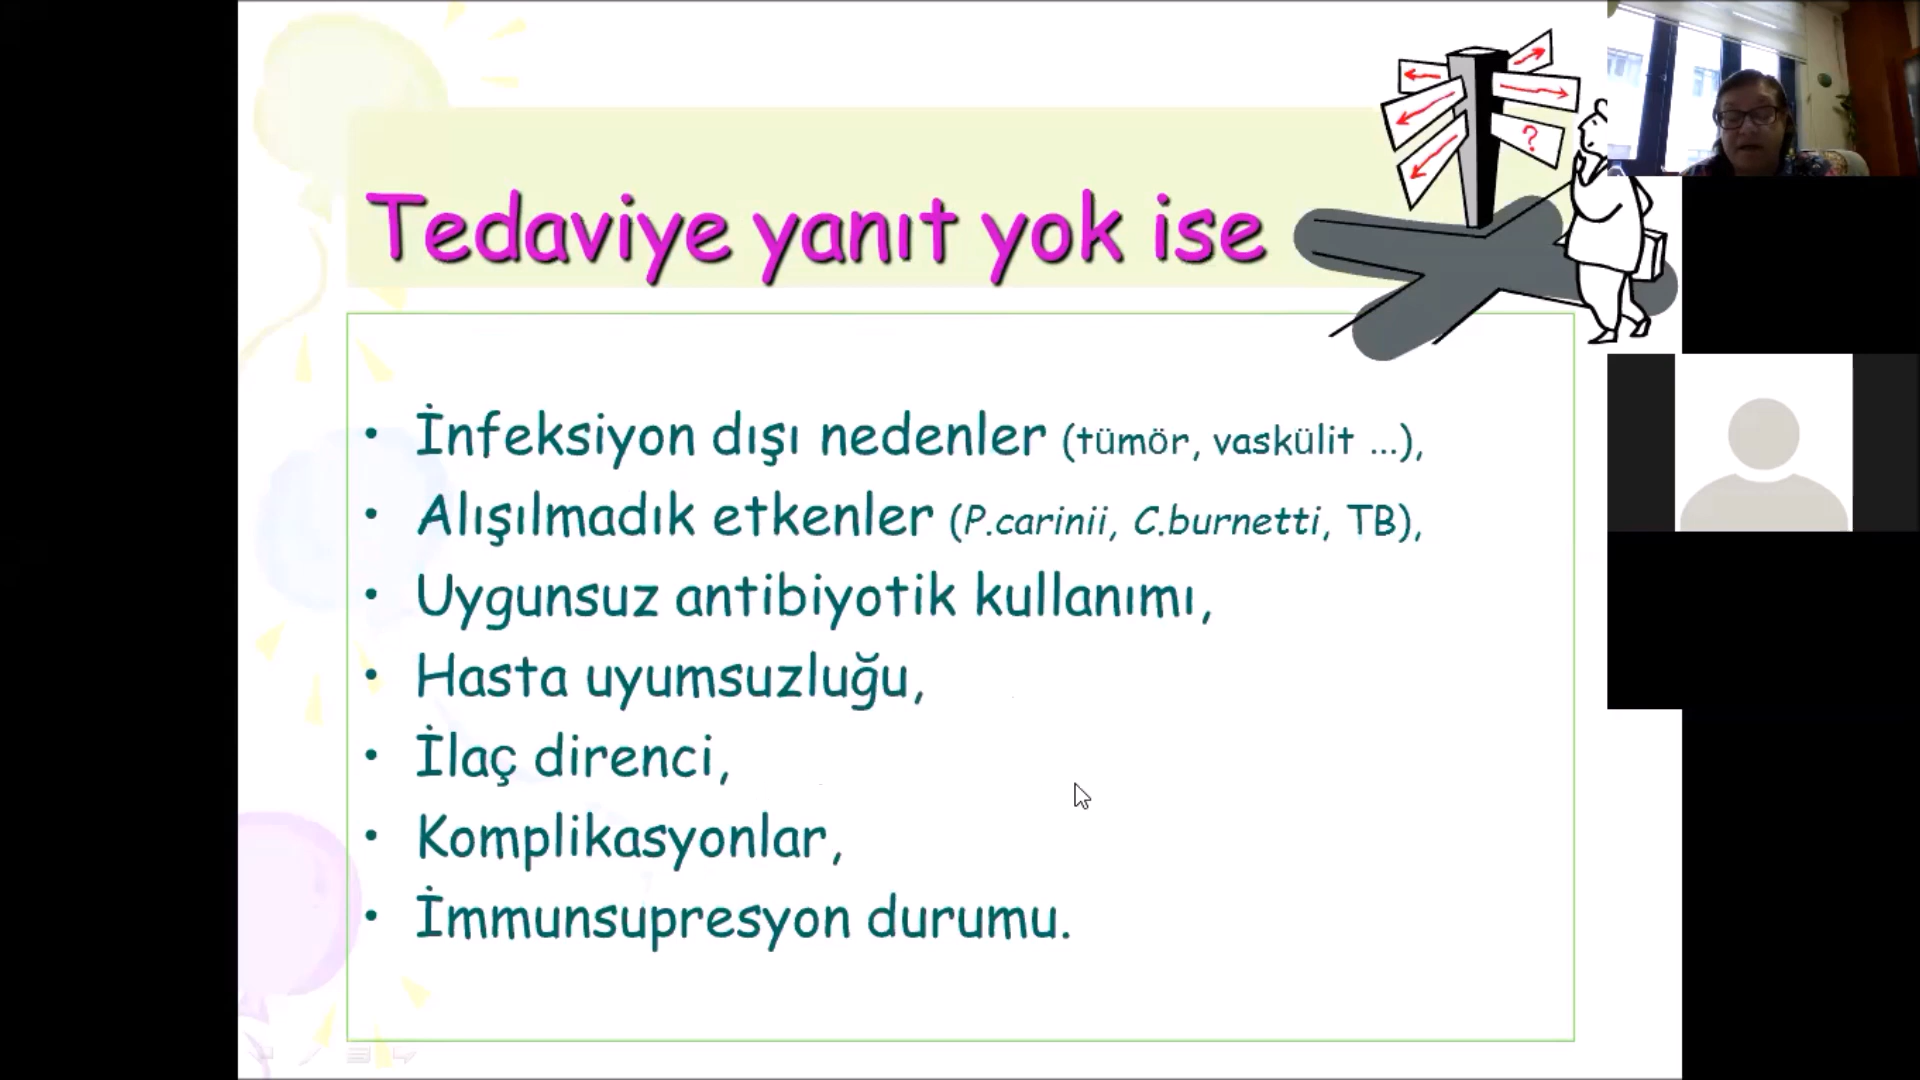 Tedaviye yanıt yok ise
?
• İnfeksiyon dışı nedenler (tümör, vaskülit ...),
• Alışılmadık etkenler (P.carinii, C.burnetti, TB),
• Uygunsuz antibiyotik kullanımı,
• Hasta uyumsuzluğu,
• İlaç direnci,
• Komplikasyonlar,
• İmmunsupresyon durumu.